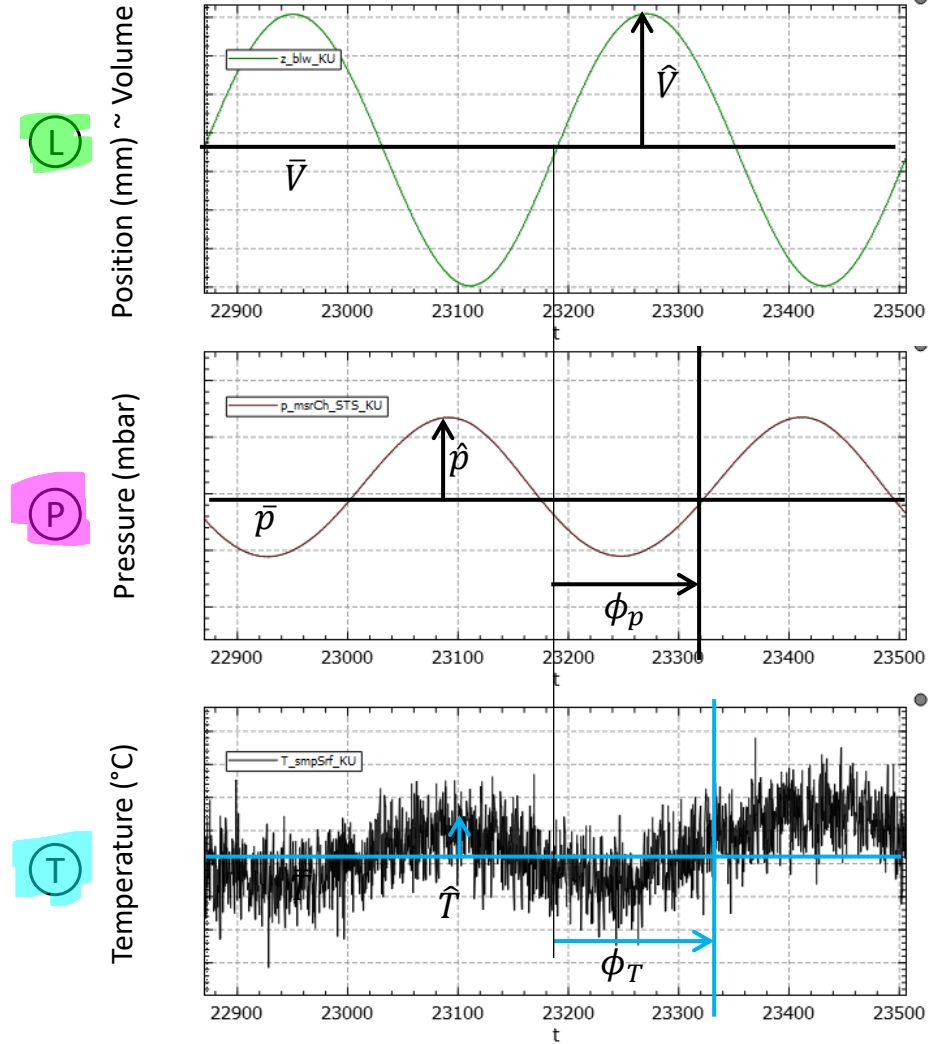 Position (mm) ~ Volume
L
z_blw_KU
V̂
V̄
22900 23000 23100 23200 23300 23400 23500
t
Pressure (mbar)
P
p_msrCh_STS_KU
p̂
p̄
ϕp
22900 23000 23100 23200 23300 23400 23500
t
Temperature (°C)
T
T_smpSrf_KU
T̄
T̂
ϕT
22900 23000 23100 23200 23300 23400 23500
t